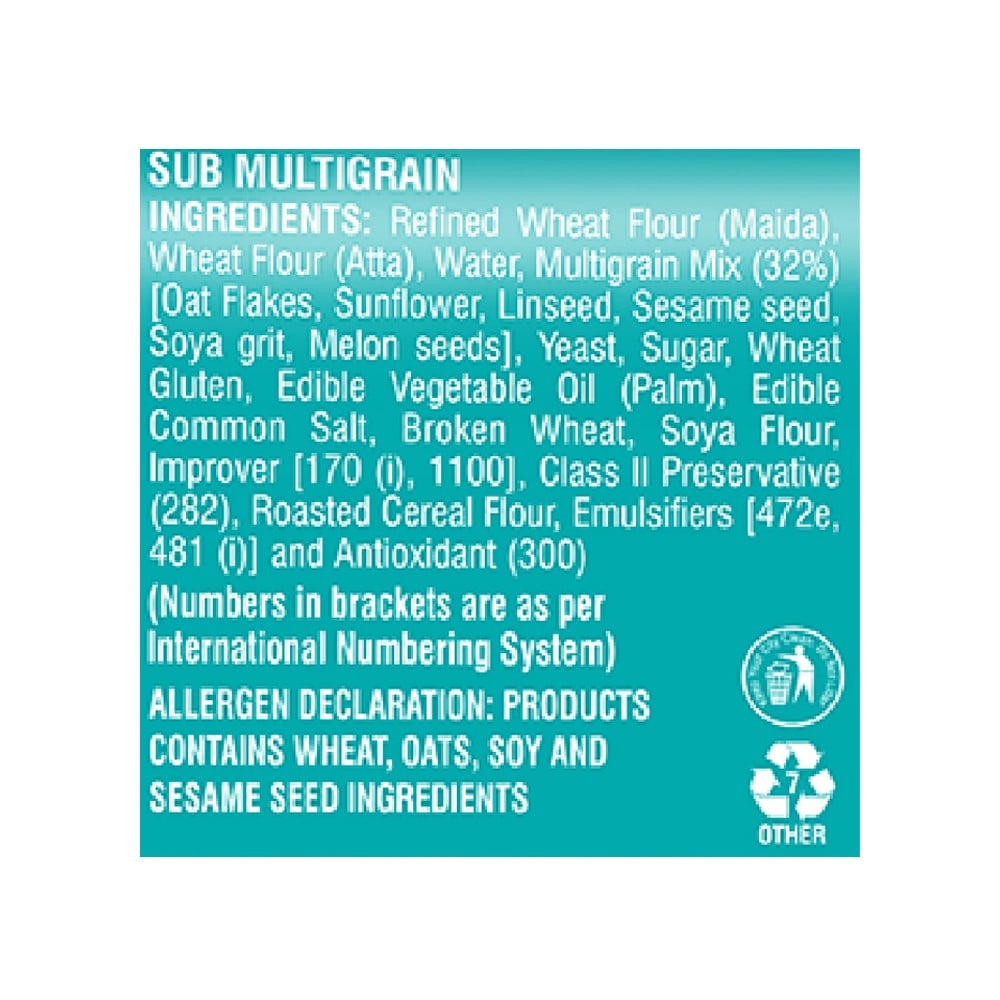 SUB MULTIGRAIN
INGREDIENTS: Refined Wheat Flour (Maida),
Wheat Flour (Atta), Water, Multigrain Mix (32%)
[Oat Flakes, Sunflower, Linseed, Sesame seed,
Soya grit, Melon seeds], Yeast, Sugar, Wheat
Gluten, Edible Vegetable Oil (Palm), Edible
Common Salt, Broken Wheat, Soya Flour,
Improver [170 (i), 1100], Class II Preservative
(282), Roasted Cereal Flour, Emulsifiers [472e,
481 (i)] and Antioxidant (300)
(Numbers in brackets are as per
International Numbering System)
ALLERGEN DECLARATION: PRODUCTS
CONTAINS WHEAT, OATS, SOY AND
SESAME SEED INGREDIENTS
Keep Your City Clean
7
OTHER